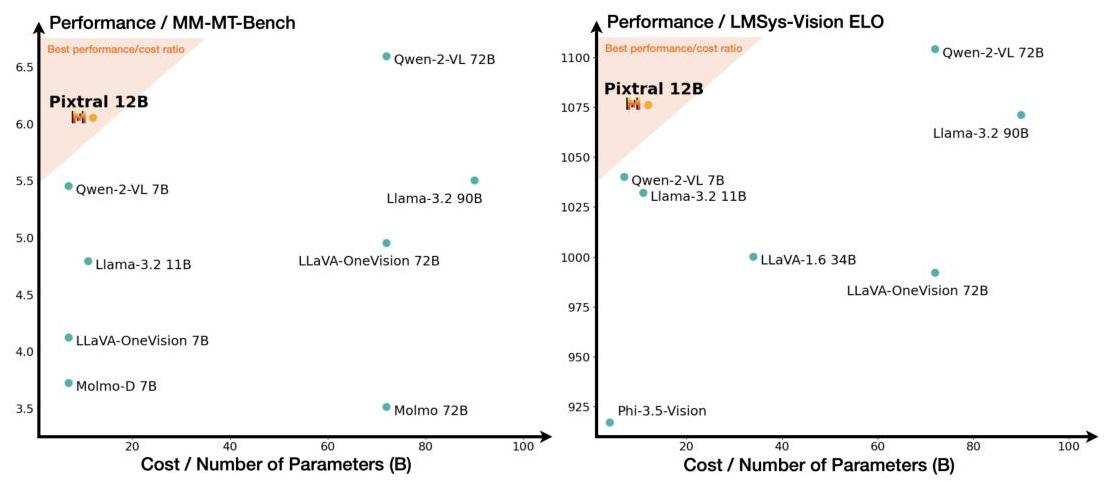 Performance / MM-MT-Bench
Best performance/cost ratio
6.5
6.0
5.5
5.0
4.5
4.0
3.5
Qwen-2-VL 72B
Pixtral 12B
Qwen-2-VL 7B
Llama-3.2 90B
LLaVA-OneVision 72B
Llama-3.2 11B
LLaVA-OneVision 7B
Molmo-D 7B
Molmo 72B
20
40
60
80
100
Cost / Number of Parameters (B)
Performance / LMSys-Vision ELO
Best performance/cost ratio
1100
1075
1050
1025
1000
975
950
925
Qwen-2-VL 72B
Pixtral 12B
Llama-3.2 90B
Qwen-2-VL 7B
Llama-3.2 11B
LLaVA-1.6 34B
LLaVA-OneVision 72B
Phi-3.5-Vision
20
40
60
80
100
Cost / Number of Parameters (B)